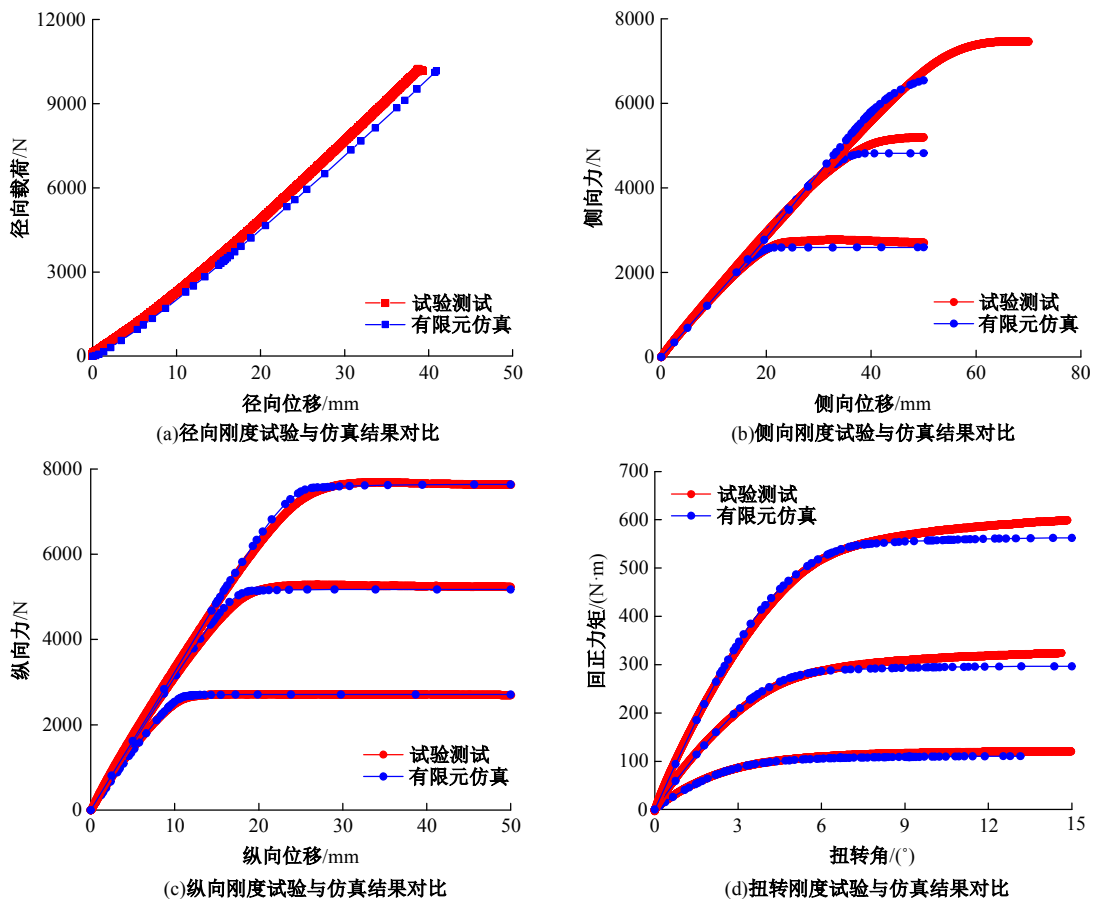 12000
9000
6000
3000
0
径向载荷/N
试验测试
有限元仿真
0 10 20 30 40 50
径向位移/mm
(a)径向刚度试验与仿真结果对比
8000
6000
4000
2000
0
侧向力/N
试验测试
有限元仿真
0 20 40 60 80
侧向位移/mm
(b)侧向刚度试验与仿真结果对比
8000
6000
4000
2000
0
纵向力/N
试验测试
有限元仿真
0 10 20 30 40 50
纵向位移/mm
(c)纵向刚度试验与仿真结果对比
700
600
500
400
300
200
100
0
回正力矩/(N·m)
试验测试
有限元仿真
0 3 6 9 12 15
扭转角/(°)
(d)扭转刚度试验与仿真结果对比